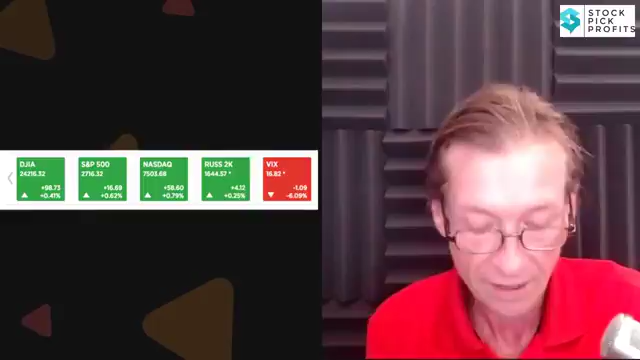 STOCK
PICK
PROFITS
DJIA
24216.32
+98.73
+0.41%
S&P 500
2716.32
+16.69
+0.62%
NASDAQ
7503.68
+58.60
+0.79%
RUSS 2K
1644.57 *
+4.12
+0.25%
VIX
16.82 *
-1.09
-6.09%